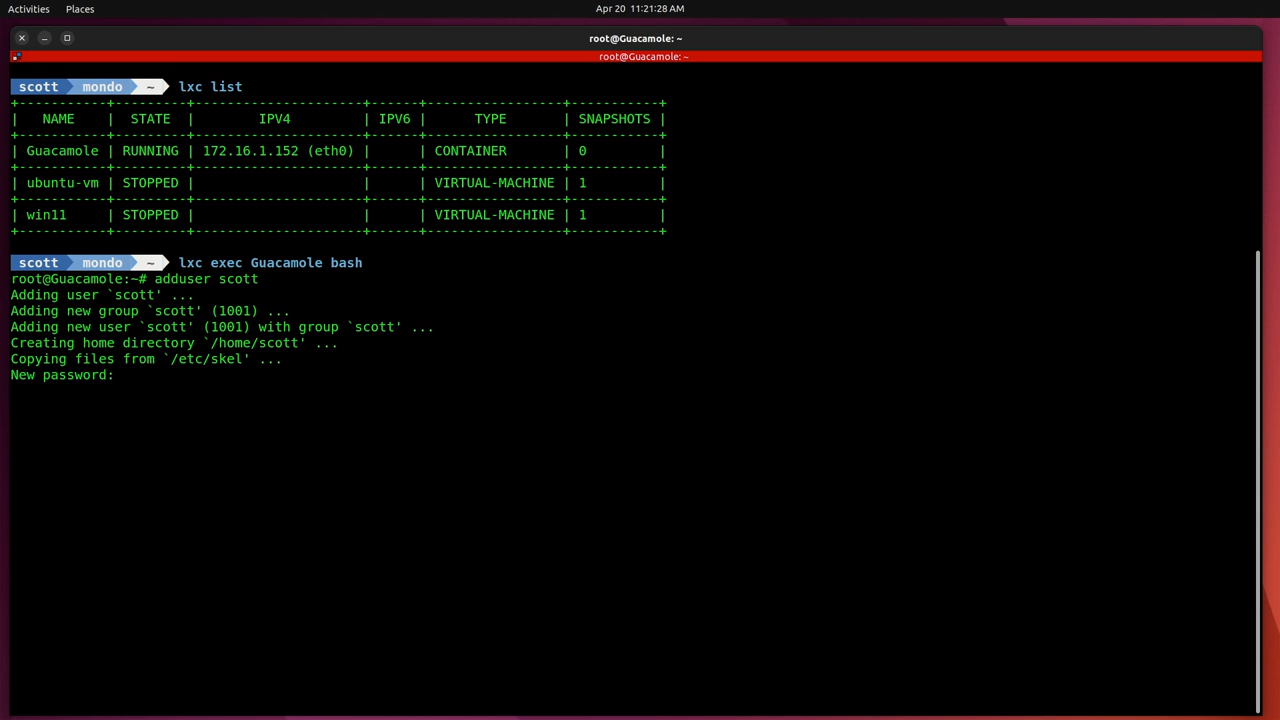 Activities Places Apr 20 11:21:28 AM
root@Guacamole: ~
root@Guacamole: ~
scott mondo ~ lxc list
+-----------+---------+----------------------+------+-----------------+-----------+
| NAME | STATE | IPV4 | IPV6 | TYPE | SNAPSHOTS |
+-----------+---------+----------------------+------+-----------------+-----------+
| Guacamole | RUNNING | 172.16.1.152 (eth0) | | CONTAINER | 0 |
+-----------+---------+----------------------+------+-----------------+-----------+
| ubuntu-vm | STOPPED | | | VIRTUAL-MACHINE | 1 |
+-----------+---------+----------------------+------+-----------------+-----------+
| win11 | STOPPED | | | VIRTUAL-MACHINE | 1 |
+-----------+---------+----------------------+------+-----------------+-----------+
scott mondo ~ lxc exec Guacamole bash
root@Guacamole:~# adduser scott
Adding user `scott' ...
Adding new group `scott' (1001) ...
Adding new user `scott' (1001) with group `scott' ...
Creating home directory `/home/scott' ...
Copying files from `/etc/skel' ...
New password: